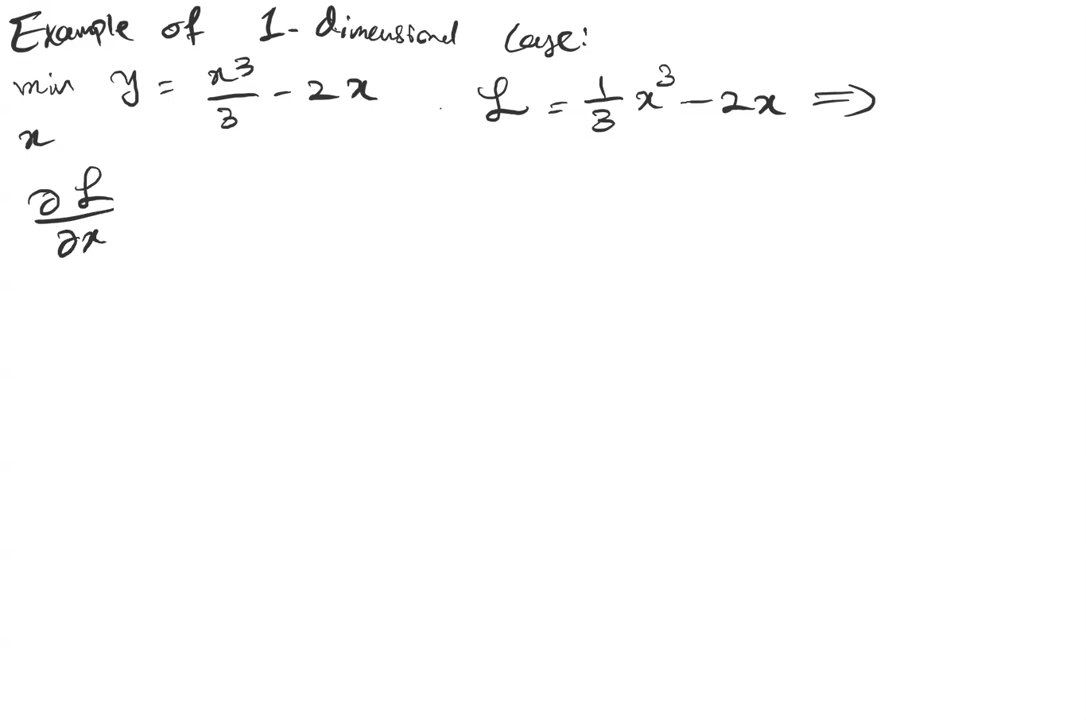 Example of 1-dimensional Case:
min y = x³/3 - 2x . ℒ = 1/3 x³ - 2x ⇒
x
∂ℒ/∂x